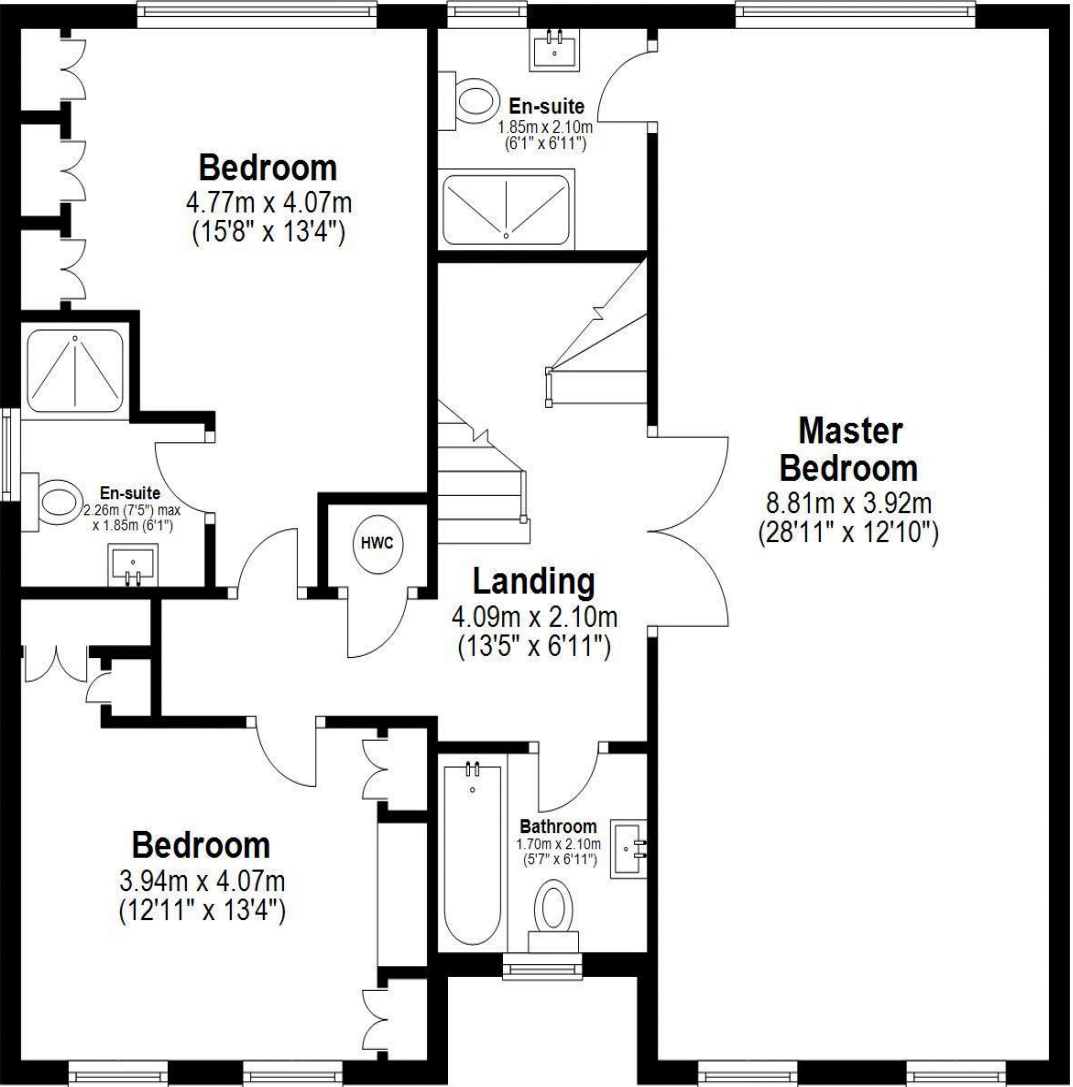 En-suite
1.85m x 2.10m
(6'1" x 6'11")
Bedroom
4.77m x 4.07m
(15'8" x 13'4")
Master
Bedroom
8.81m x 3.92m
(28'11" x 12'10")
En-suite
2.26m (7'5") max
x 1.85m (6'1")
HWC
Landing
4.09m x 2.10m
(13'5" x 6'11")
Bathroom
1.70m x 2.10m
(5'7" x 6'11")
Bedroom
3.94m x 4.07m
(12'11" x 13'4")